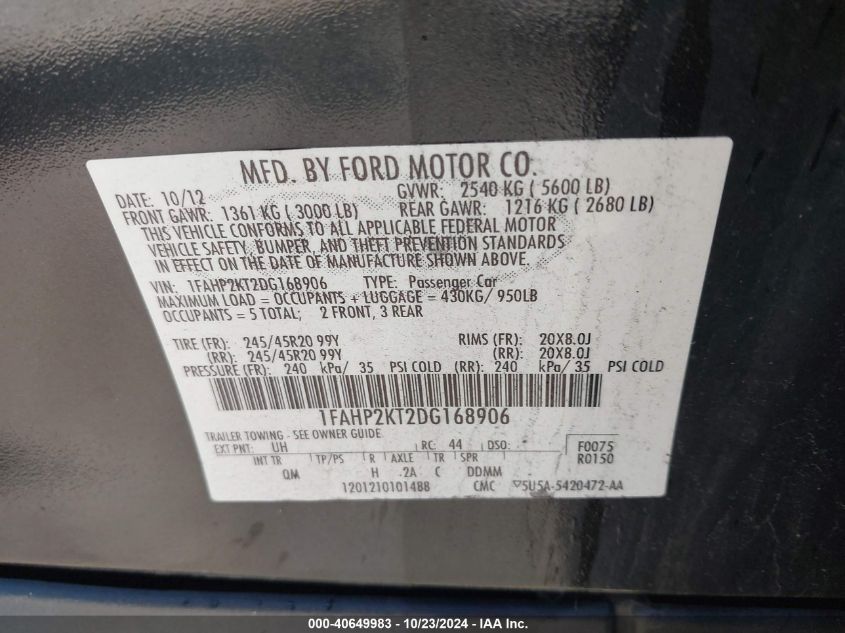 MFD. BY FORD MOTOR CO.
DATE: 10/12 GVWR: 2540 KG ( 5600 LB)
FRONT GAWR: 1361 KG ( 3000 LB) REAR GAWR: 1216 KG ( 2680 LB)
THIS VEHICLE CONFORMS TO ALL APPLICABLE FEDERAL MOTOR
VEHICLE SAFETY, BUMPER, AND THEFT PREVENTION STANDARDS
IN EFFECT ON THE DATE OF MANUFACTURE SHOWN ABOVE.
VIN: 1FAHP2KT2DG168906 TYPE: Passenger Car
MAXIMUM LOAD = OCCUPANTS + LUGGAGE = 430KG/ 950LB
OCCUPANTS = 5 TOTAL; 2 FRONT, 3 REAR
TIRE (FR): 245/45R20 99Y RIMS (FR): 20X8.0J
(RR): 245/45R20 99Y (RR): 20X8.0J
PRESSURE (FR): 240 kPa/ 35 PSI COLD (RR): 240 kPa/ 35 PSI COLD
1FAHP2KT2DG168906
TRAILER TOWING - SEE OWNER GUIDE.
EXT PNT: UH RC: 44 DSO: F0075
INT TR TP/PS R AXLE TR SPR R0150
QM H .2A C DDMM
1201210101488 CMC 5U5A-5420472-AA
000-40649983 - 10/23/2024 - IAA Inc.